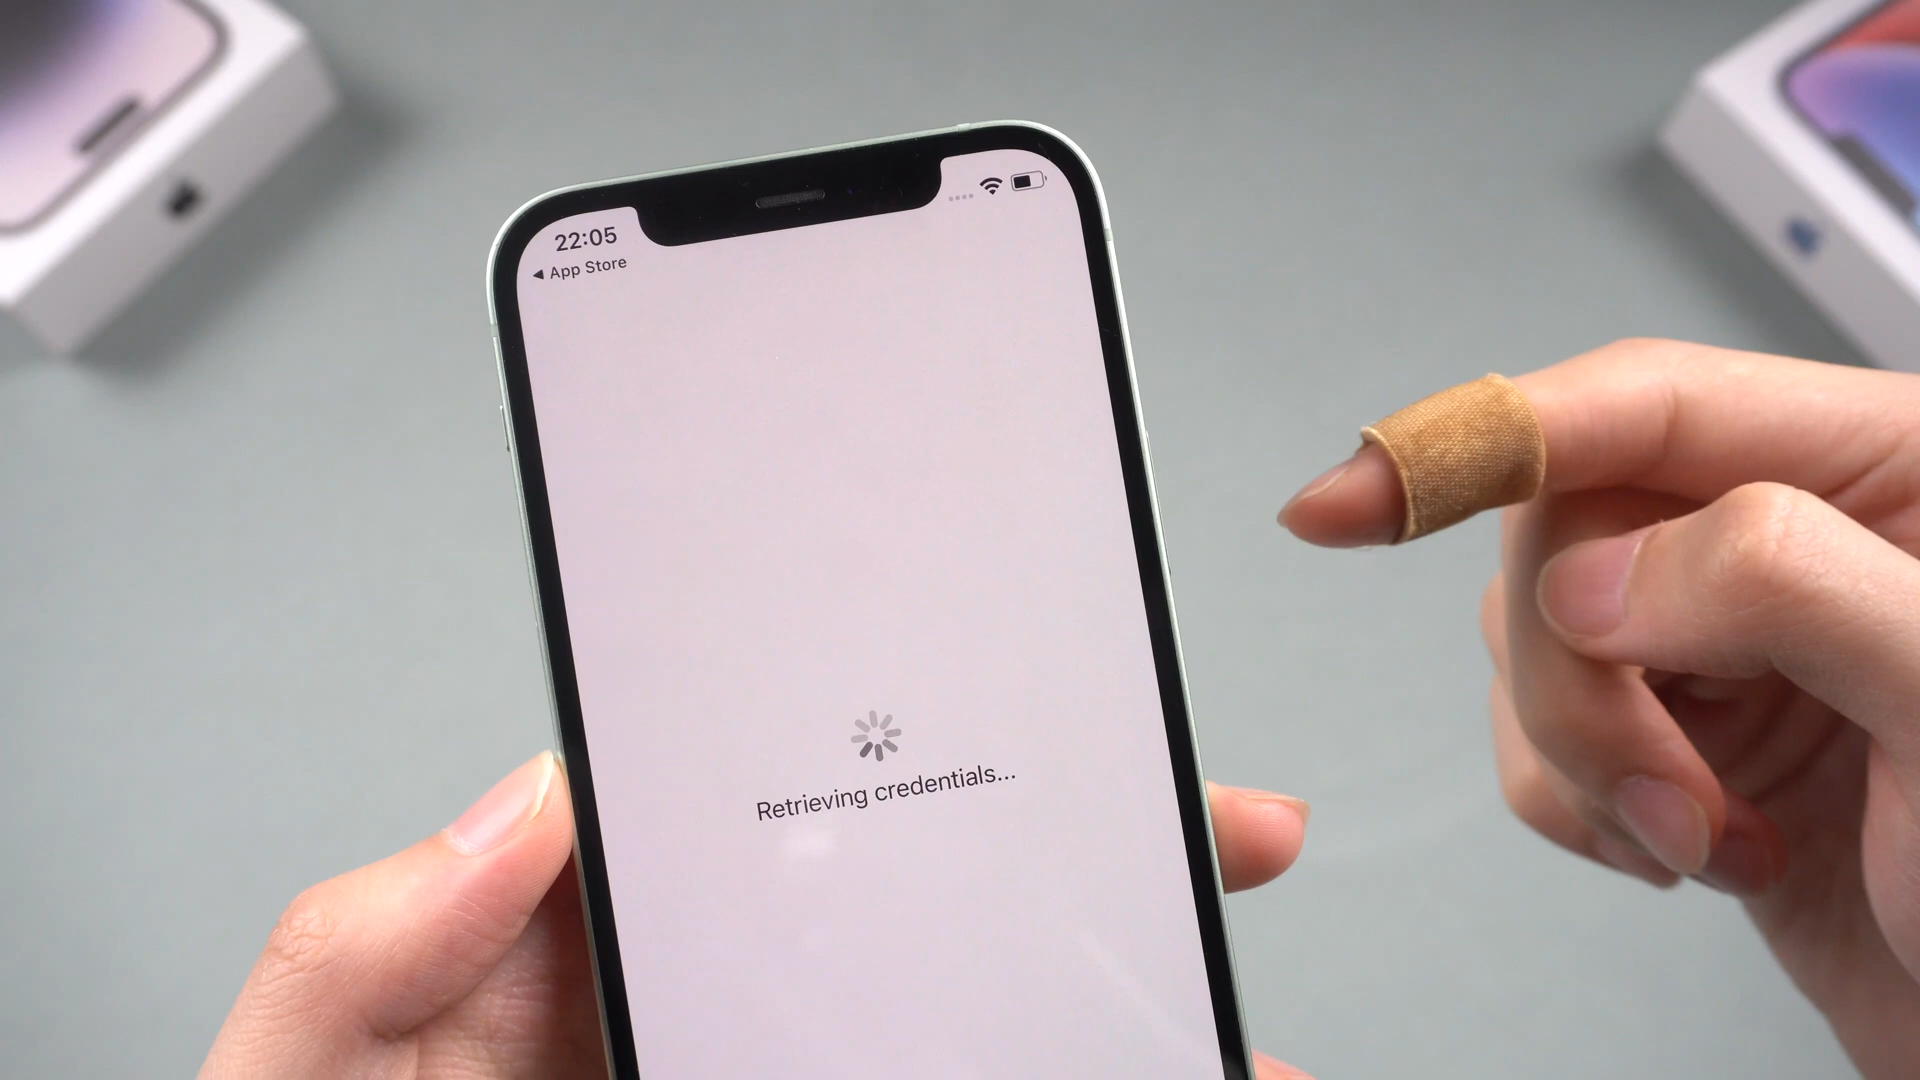 22:05
◀ App Store
Retrieving credentials...